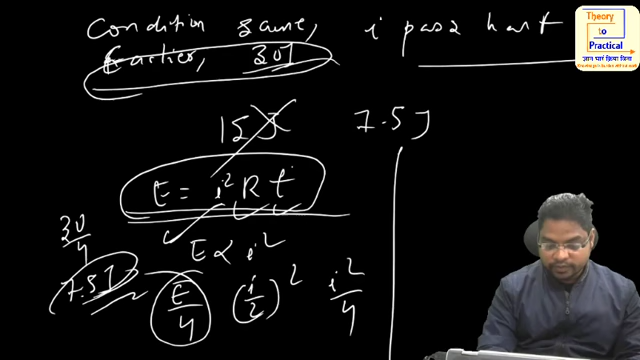 Condition same, i pass half
Earlier, 30J
15J 7.5J
E = i² R t
30/4
E ∝ i²
7.5J
E/4 (i/2)² i²/4
Theory
to
Practical